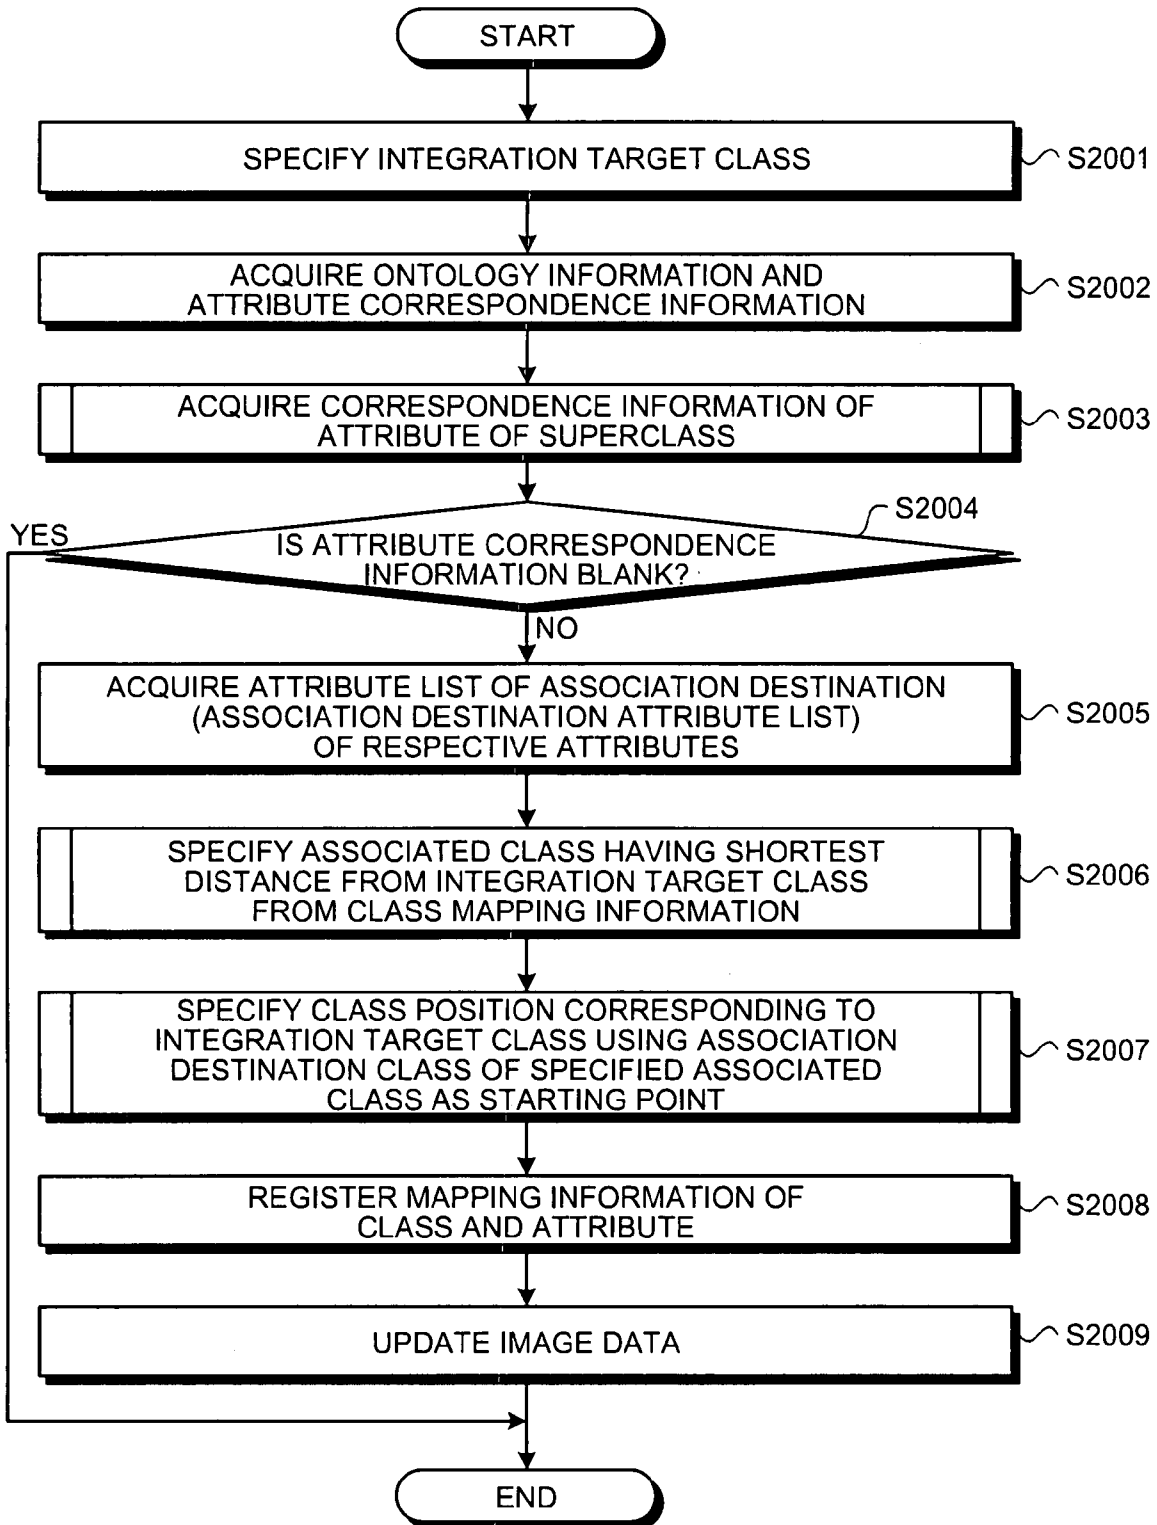 START
SPECIFY INTEGRATION TARGET CLASS
S2001
ACQUIRE ONTOLOGY INFORMATION AND
ATTRIBUTE CORRESPONDENCE INFORMATION
S2002
ACQUIRE CORRESPONDENCE INFORMATION OF
ATTRIBUTE OF SUPERCLASS
S2003
S2004
YES
IS ATTRIBUTE CORRESPONDENCE
INFORMATION BLANK?
NO
ACQUIRE ATTRIBUTE LIST OF ASSOCIATION DESTINATION
(ASSOCIATION DESTINATION ATTRIBUTE LIST)
OF RESPECTIVE ATTRIBUTES
S2005
SPECIFY ASSOCIATED CLASS HAVING SHORTEST
DISTANCE FROM INTEGRATION TARGET CLASS
FROM CLASS MAPPING INFORMATION
S2006
SPECIFY CLASS POSITION CORRESPONDING TO
INTEGRATION TARGET CLASS USING ASSOCIATION
DESTINATION CLASS OF SPECIFIED ASSOCIATED
CLASS AS STARTING POINT
S2007
REGISTER MAPPING INFORMATION OF
CLASS AND ATTRIBUTE
S2008
UPDATE IMAGE DATA
S2009
END